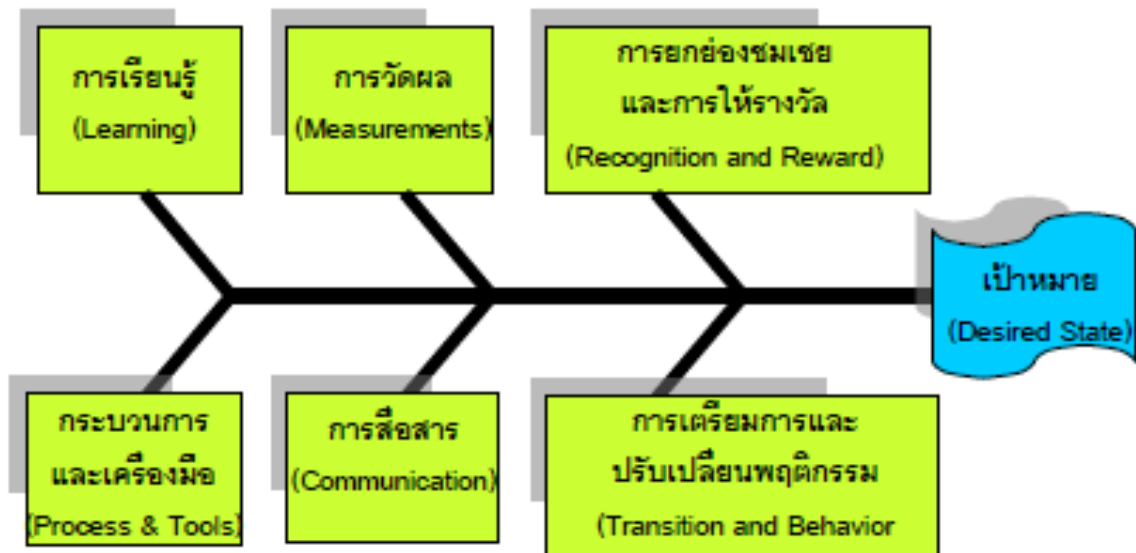 การเรียนรู้
(Learning)
การวัดผล
(Measurements)
การยกย่องชมเชย
และการให้รางวัล
(Recognition and Reward)
เป้าหมาย
(Desired State)
กระบวนการ
และเครื่องมือ
(Process & Tools)
การสื่อสาร
(Communication)
การเตรียมการและ
ปรับเปลี่ยนพฤติกรรม
(Transition and Behavior